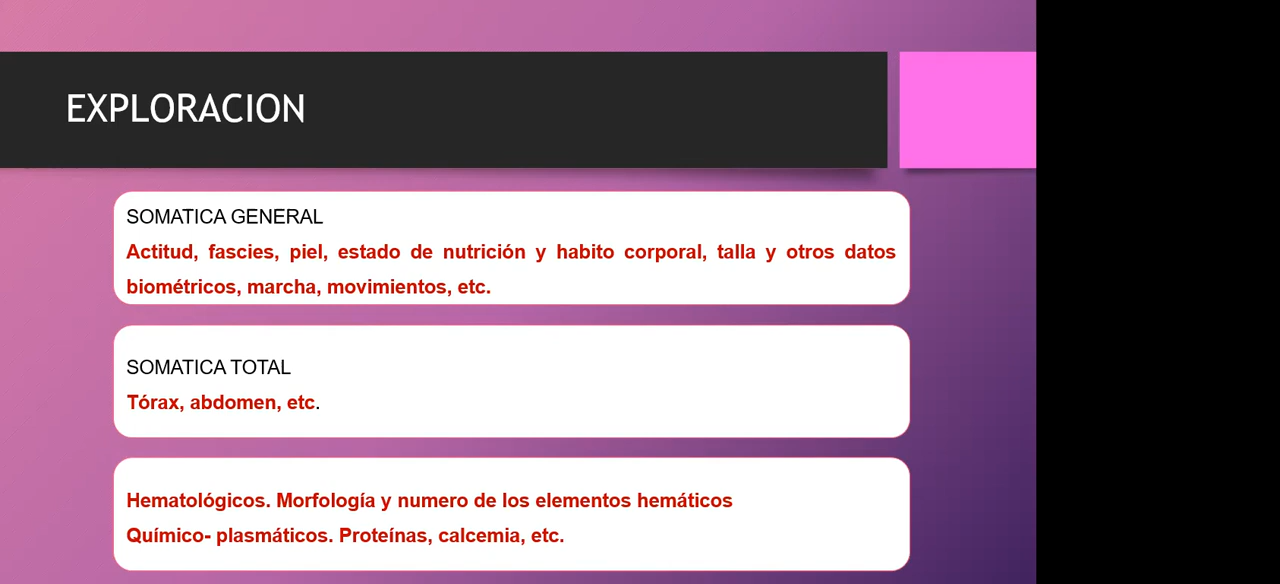 EXPLORACION
SOMATICA GENERAL
Actitud, fascies, piel, estado de nutrición y habito corporal, talla y otros datos
biométricos, marcha, movimientos, etc.
SOMATICA TOTAL
Tórax, abdomen, etc.
Hematológicos. Morfología y numero de los elementos hemáticos
Químico- plasmáticos. Proteínas, calcemia, etc.